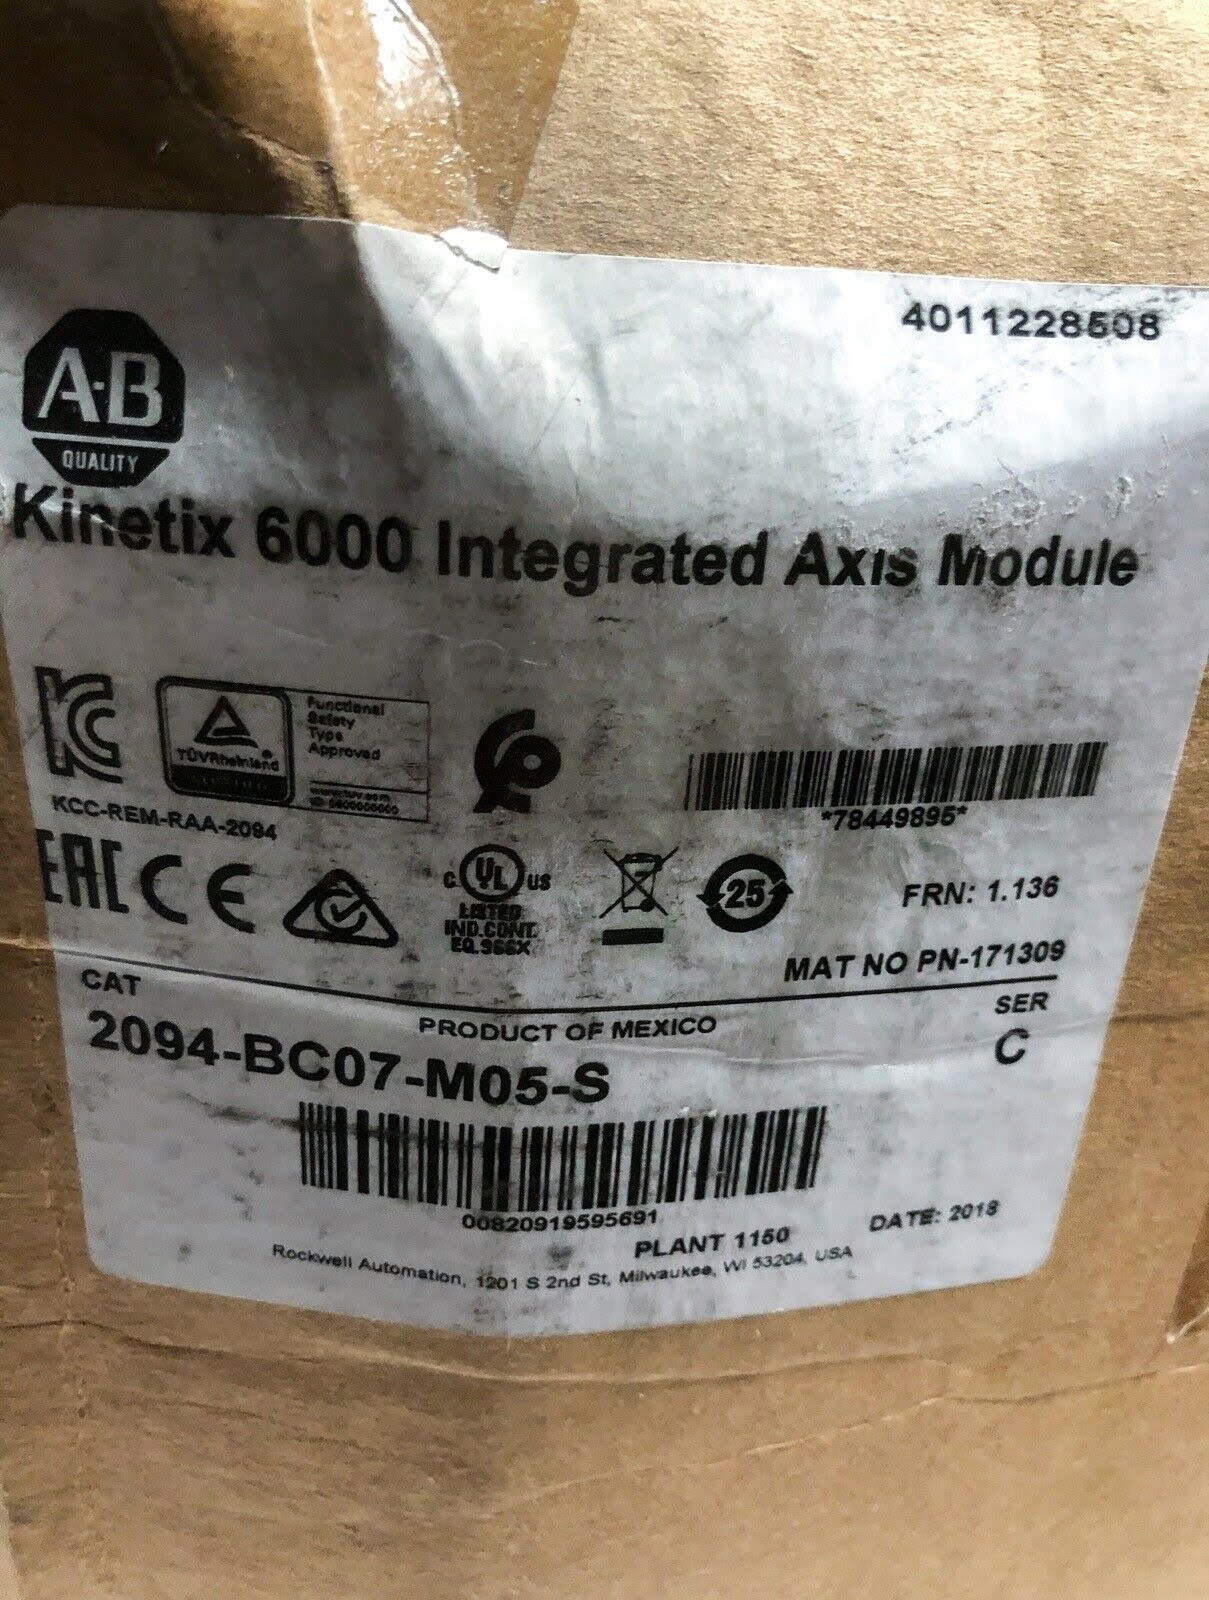 4011228508
A-B
QUALITY
Kinetix 6000 Integrated Axis Module
Functional
Safety
Type
Approved
TÜVRheinland
KCC-REM-RAA-2094
*78449895*
EAC CE
C UL US
LISTED
IND.CONT.
EQ.966X
25
FRN: 1.136
MAT NO PN-171309
CAT
PRODUCT OF MEXICO
SER
2094-BC07-M05-S
C
00820919595691
PLANT 1150
DATE: 2018
Rockwell Automation, 1201 S 2nd St, Milwaukee, WI 53204, USA